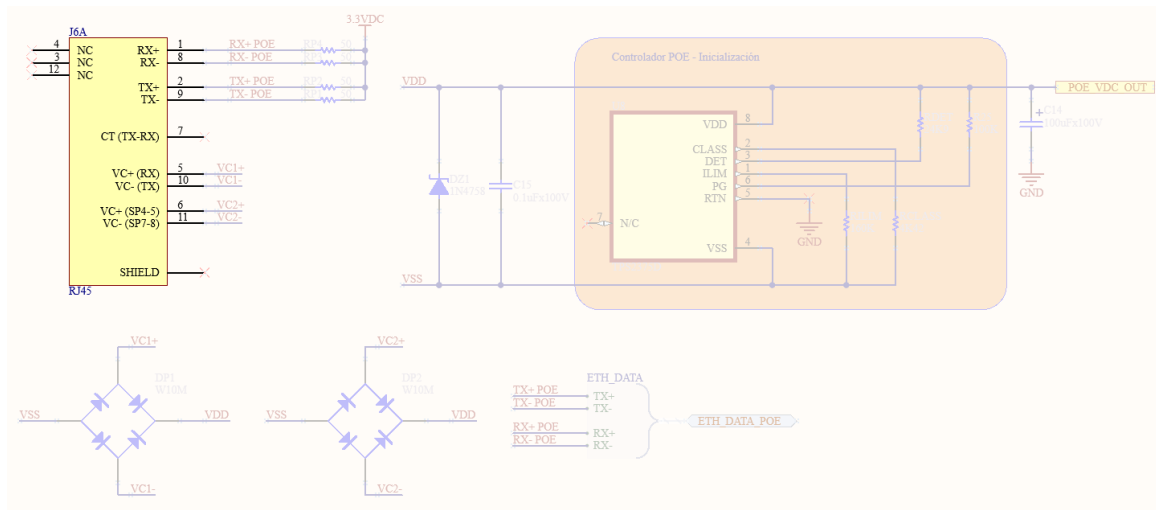 J6A
4 NC
3 NC
12 NC
RX+ 1 RX+ POE
RX- 8 RX- POE
TX+ 2 TX+ POE
TX- 9 TX- POE
CT (TX-RX) 7
VC+ (RX) 5 VC1+
VC- (TX) 10 VC1-
VC+ (SP4-5) 6 VC2+
VC- (SP7-8) 11 VC2-
SHIELD
RJ45
3.3VDC
50
50
50
50
VDD
VSS
DZ1
1N4758
C15
0.1uFx100V
Controlador POE - Inicialización
VDD 8
CLASS 2
DET 3
ILIM 1
PG 6
RTN 5
7 N/C
VSS 4
GND
C14
100uFx100V
GND
POE_VDC_OUT
VC1+
DP1
W10M
VSS
VDD
VC1-
VC2+
DP2
W10M
VSS
VDD
VC2-
ETH_DATA
TX+ POE TX+
TX- POE TX-
RX+ POE RX+
RX- POE RX-
ETH_DATA_POE